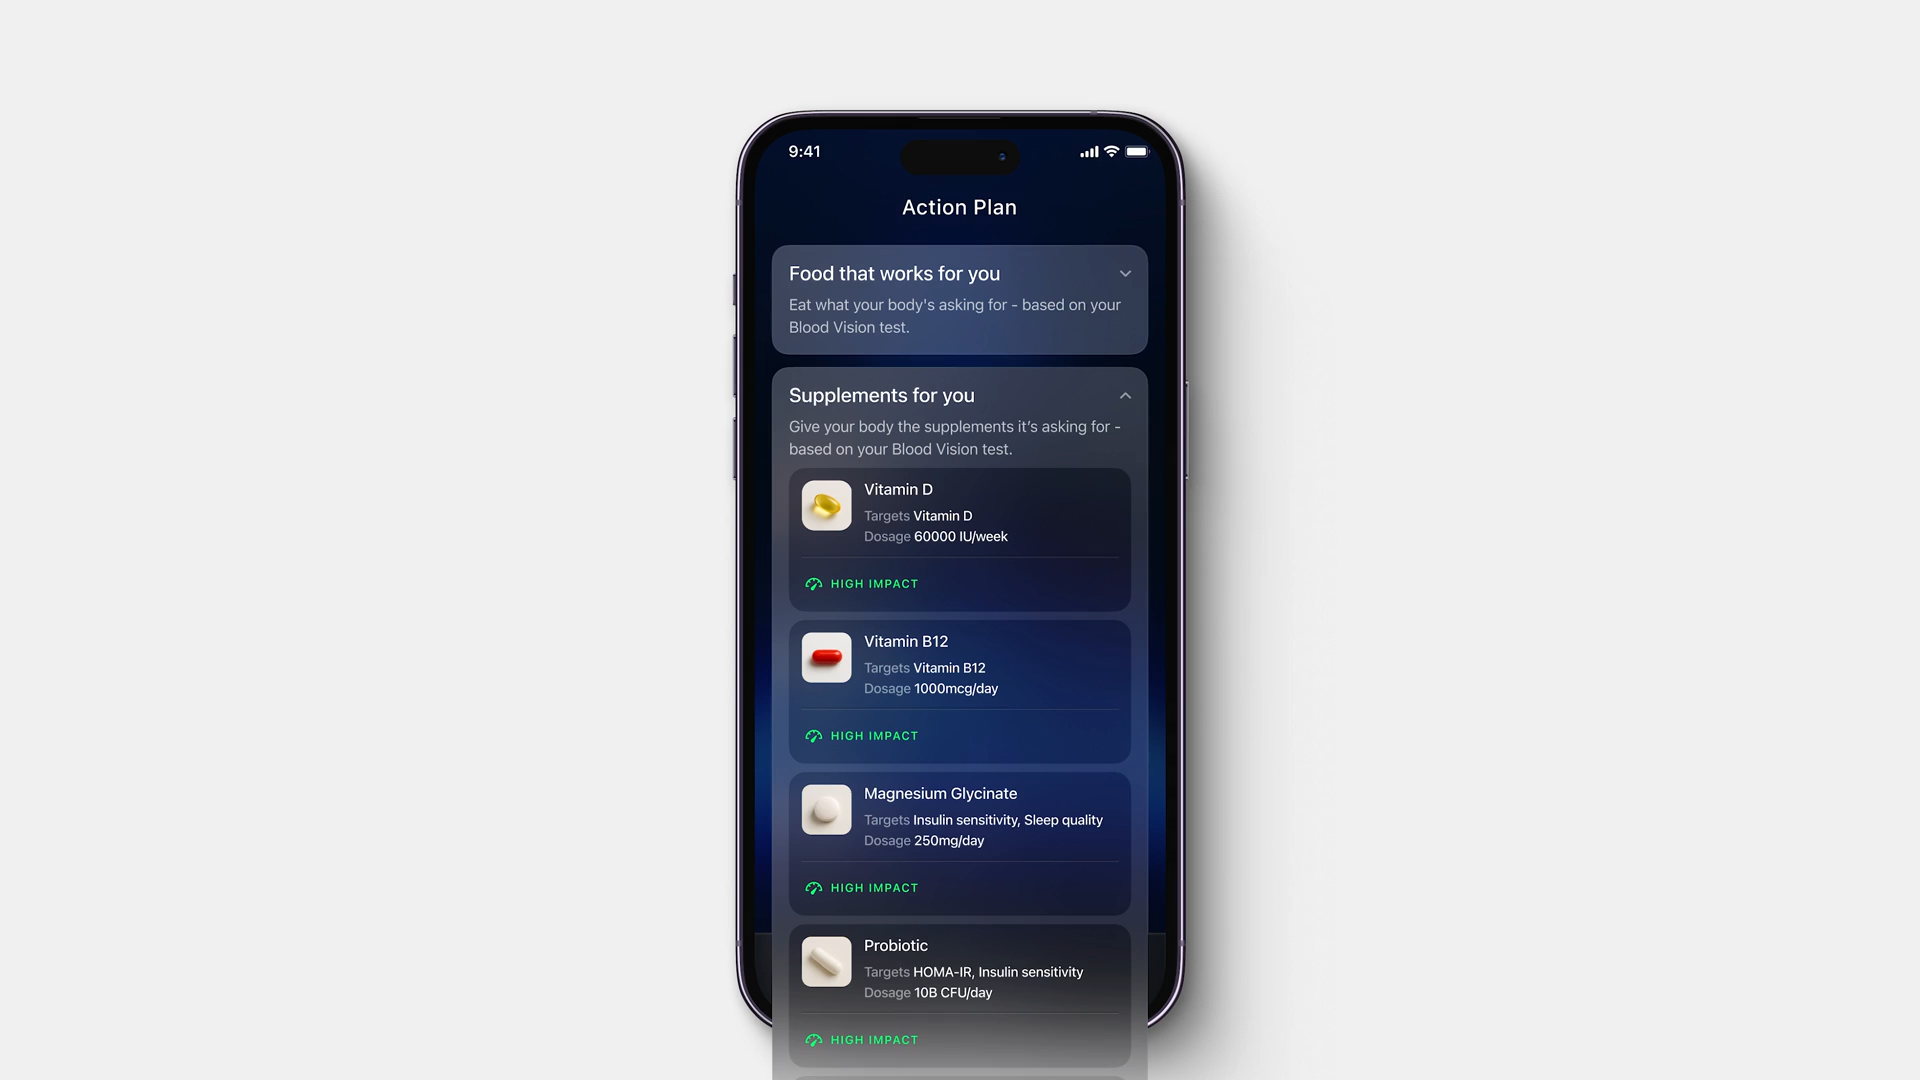 9:41
Action Plan
Food that works for you
Eat what your body's asking for - based on your
Blood Vision test.
Supplements for you
Give your body the supplements it’s asking for -
based on your Blood Vision test.
Vitamin D
Targets Vitamin D
Dosage 60000 IU/week
HIGH IMPACT
Vitamin B12
Targets Vitamin B12
Dosage 1000mcg/day
HIGH IMPACT
Magnesium Glycinate
Targets Insulin sensitivity, Sleep quality
Dosage 250mg/day
HIGH IMPACT
Probiotic
Targets HOMA-IR, Insulin sensitivity
Dosage 10B CFU/day
HIGH IMPACT